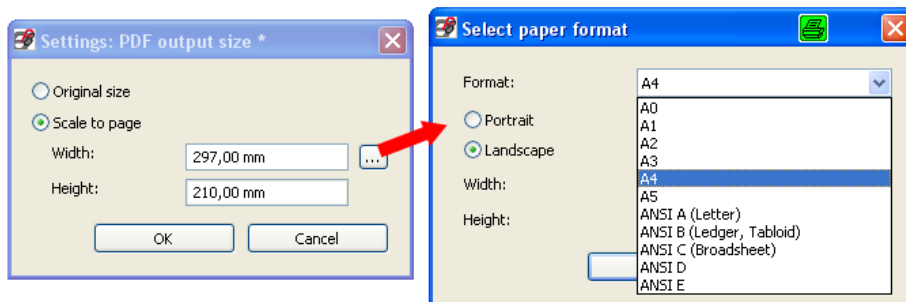 Settings: PDF output size *
Original size
Scale to page
Width: 297,00 mm ...
Height: 210,00 mm
OK Cancel
Select paper format
Format: A4
Portrait
Landscape
Width:
Height:
A0
A1
A2
A3
A4
A5
ANSI A (Letter)
ANSI B (Ledger, Tabloid)
ANSI C (Broadsheet)
ANSI D
ANSI E